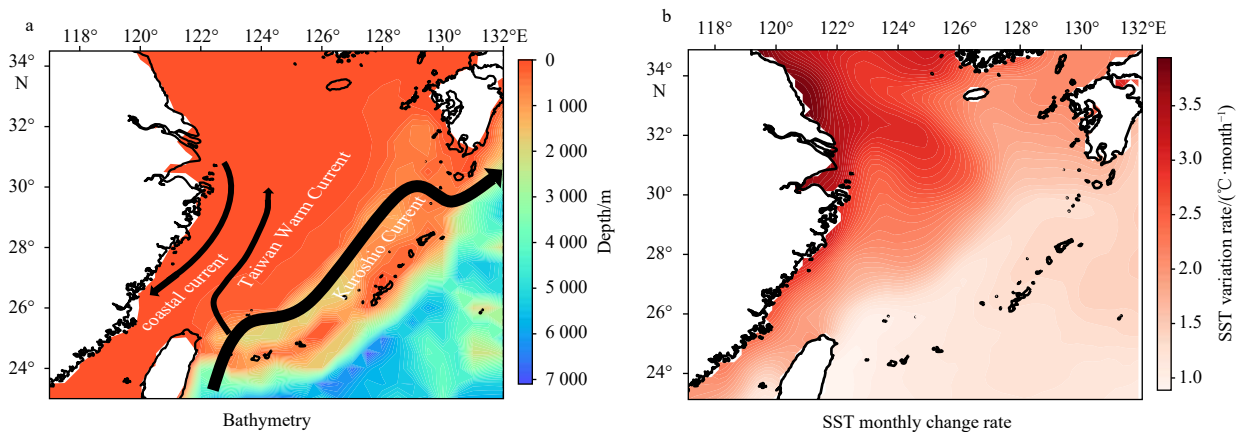 a
118° 120° 122° 124° 126° 128° 130° 132°E
34°
N
32°
30°
28°
26°
24°
coastal current
Taiwan Warm Current
Kuroshio Current
0
1 000
2 000
3 000
4 000
5 000
6 000
7 000
Depth/m
Bathymetry
b
118° 120° 122° 124° 126° 128° 130° 132°E
34°
N
32°
30°
28°
26°
24°
3.5
3.0
2.5
2.0
1.5
1.0
SST variation rate/(℃·month⁻¹)
SST monthly change rate